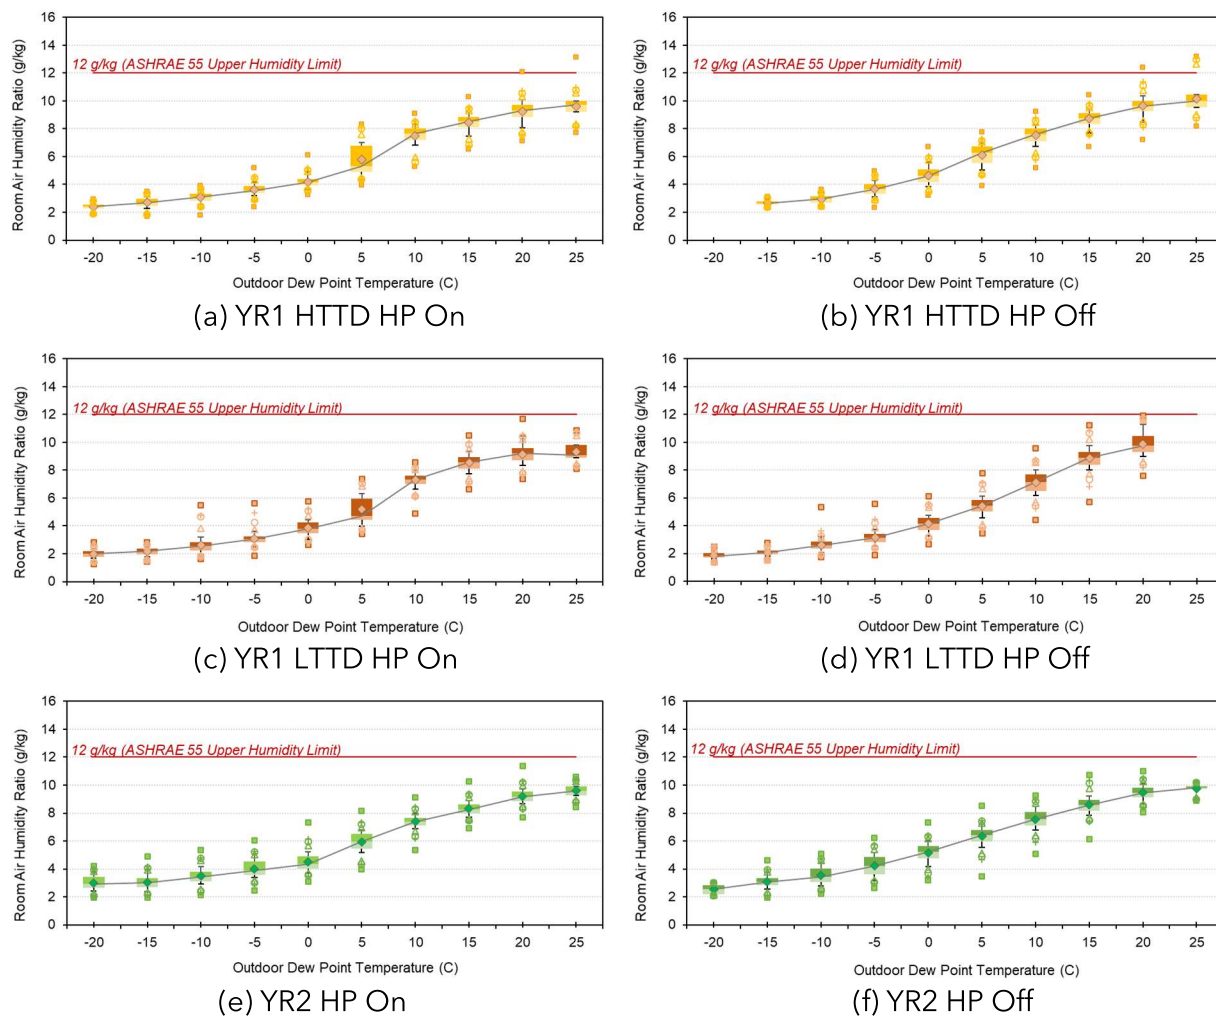 16
14
12
10
8
6
4
2
0
Room Air Humidity Ratio (g/kg)
12 g/kg (ASHRAE 55 Upper Humidity Limit)
-20 -15 -10 -5 0 5 10 15 20 25
Outdoor Dew Point Temperature (C)
(a) YR1 HTTD HP On
16
14
12
10
8
6
4
2
0
Room Air Humidity Ratio (g/kg)
12 g/kg (ASHRAE 55 Upper Humidity Limit)
-20 -15 -10 -5 0 5 10 15 20 25
Outdoor Dew Point Temperature (C)
(b) YR1 HTTD HP Off
16
14
12
10
8
6
4
2
0
Room Air Humidity Ratio (g/kg)
12 g/kg (ASHRAE 55 Upper Humidity Limit)
-20 -15 -10 -5 0 5 10 15 20 25
Outdoor Dew Point Temperature (C)
(c) YR1 LTTD HP On
16
14
12
10
8
6
4
2
0
Room Air Humidity Ratio (g/kg)
12 g/kg (ASHRAE 55 Upper Humidity Limit)
-20 -15 -10 -5 0 5 10 15 20 25
Outdoor Dew Point Temperature (C)
(d) YR1 LTTD HP Off
16
14
12
10
8
6
4
2
0
Room Air Humidity Ratio (g/kg)
12 g/kg (ASHRAE 55 Upper Humidity Limit)
-20 -15 -10 -5 0 5 10 15 20 25
Outdoor Dew Point Temperature (C)
(e) YR2 HP On
16
14
12
10
8
6
4
2
0
Room Air Humidity Ratio (g/kg)
12 g/kg (ASHRAE 55 Upper Humidity Limit)
-20 -15 -10 -5 0 5 10 15 20 25
Outdoor Dew Point Temperature (C)
(f) YR2 HP Off